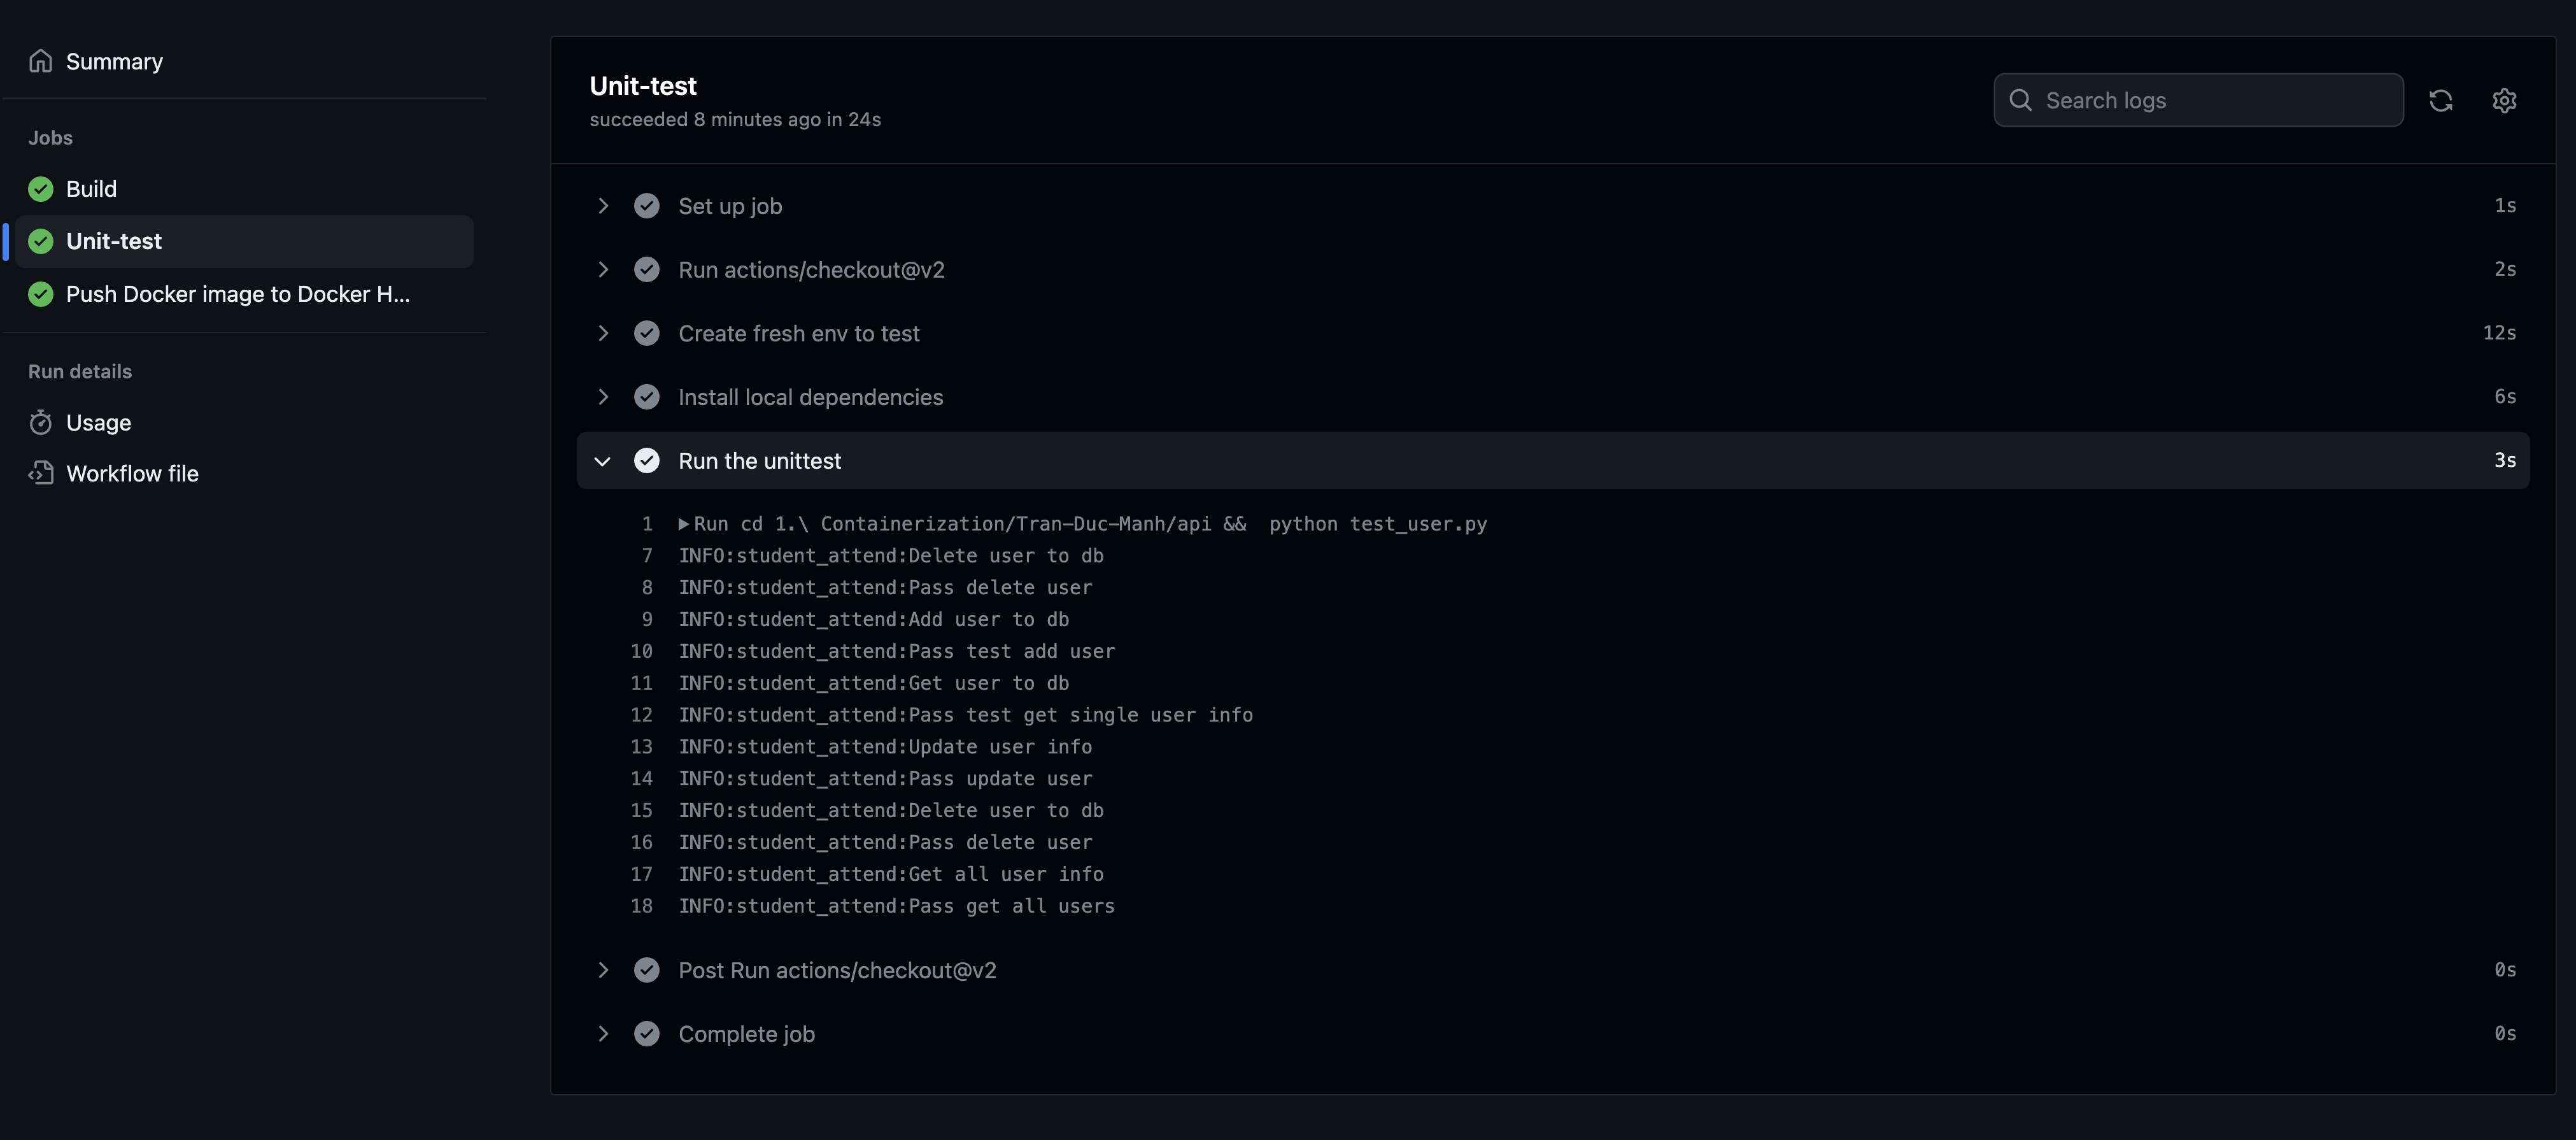 Summary
Jobs
Build
Unit-test
Push Docker image to Docker H...
Run details
Usage
Workflow file
Unit-test
succeeded 8 minutes ago in 24s
Search logs
Set up job 1s
Run actions/checkout@v2 2s
Create fresh env to test 12s
Install local dependencies 6s
Run the unittest 3s
1 Run cd 1.\ Containerization/Tran-Duc-Manh/api &&  python test_user.py
7 INFO:student_attend:Delete user to db
8 INFO:student_attend:Pass delete user
9 INFO:student_attend:Add user to db
10 INFO:student_attend:Pass test add user
11 INFO:student_attend:Get user to db
12 INFO:student_attend:Pass test get single user info
13 INFO:student_attend:Update user info
14 INFO:student_attend:Pass update user
15 INFO:student_attend:Delete user to db
16 INFO:student_attend:Pass delete user
17 INFO:student_attend:Get all user info
18 INFO:student_attend:Pass get all users
Post Run actions/checkout@v2 0s
Complete job 0s